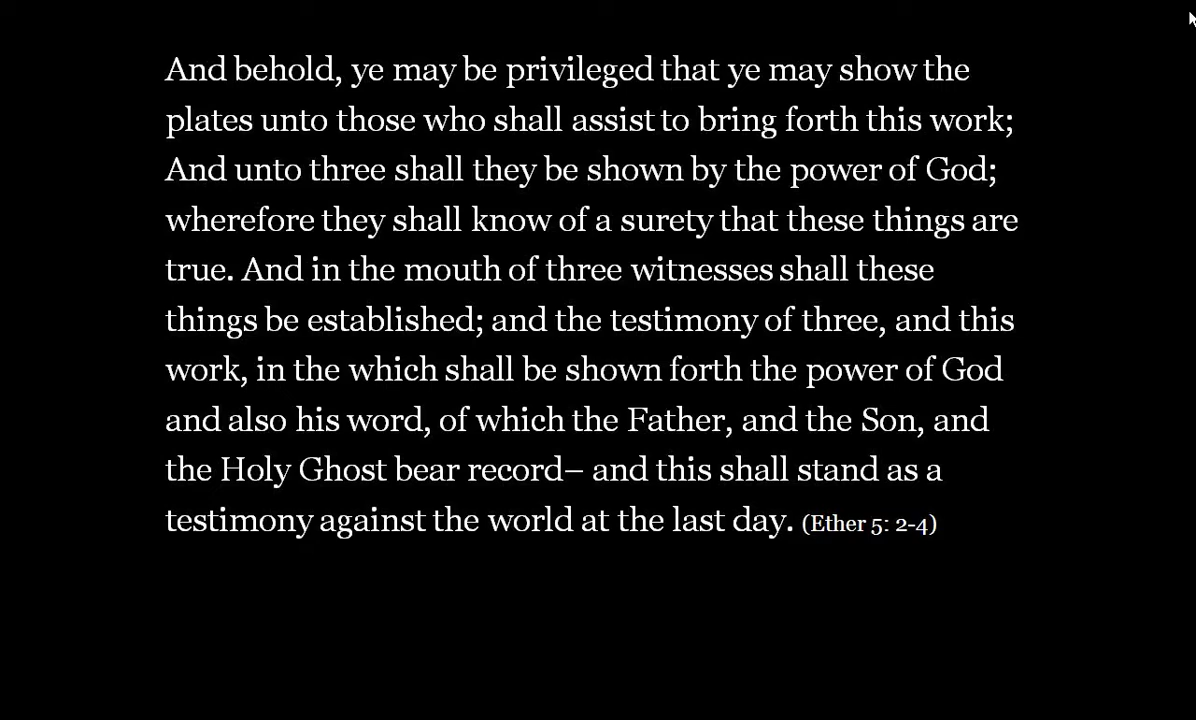 And behold, ye may be privileged that ye may show the
plates unto those who shall assist to bring forth this work;
And unto three shall they be shown by the power of God;
wherefore they shall know of a surety that these things are
true. And in the mouth of three witnesses shall these
things be established; and the testimony of three, and this
work, in the which shall be shown forth the power of God
and also his word, of which the Father, and the Son, and
the Holy Ghost bear record– and this shall stand as a
testimony against the world at the last day. (Ether 5: 2-4)